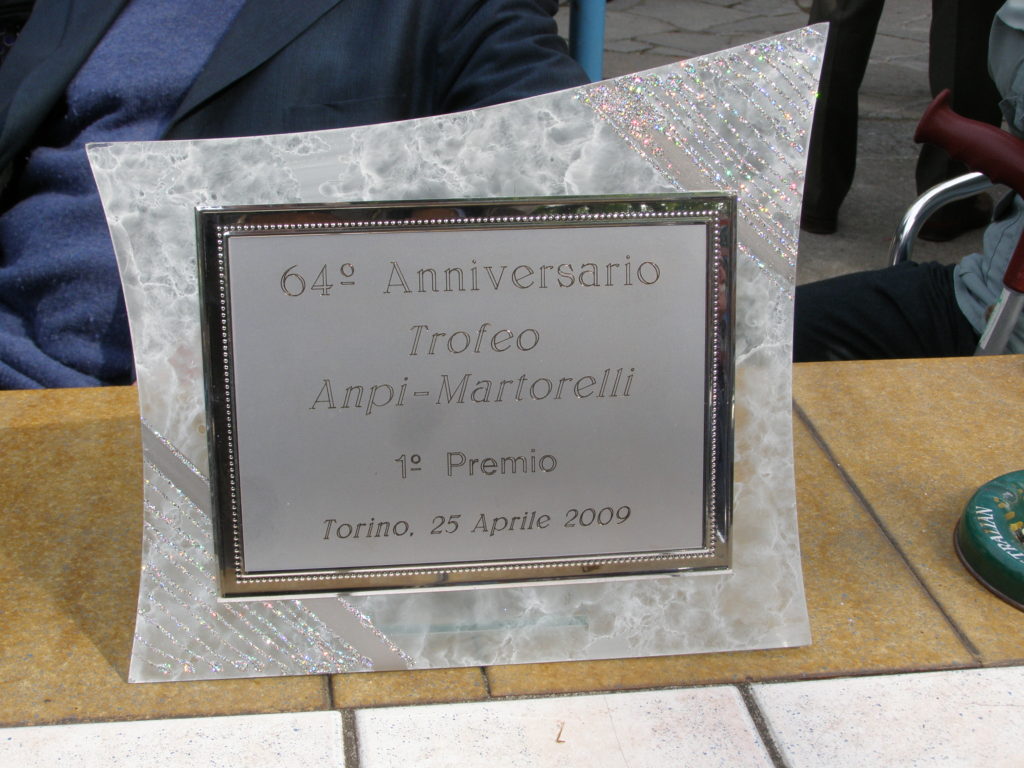 64º Anniversario
Trofeo
Anpi-Martorelli
1º Premio
Torino, 25 Aprile 2009